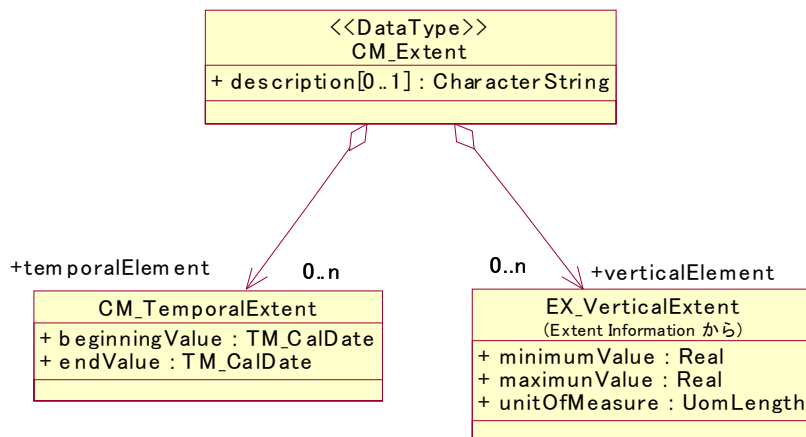 <<DataType>>
CM_Extent
+ description[0..1] : CharacterString
+temporalElement
0..n
0..n
+verticalElement
CM_TemporalExtent
+ beginningValue : TM_CalDate
+ endValue : TM_CalDate
EX_VerticalExtent
(Extent Information から)
+ minimumValue : Real
+ maximunValue : Real
+ unitOfMeasure : UomLength